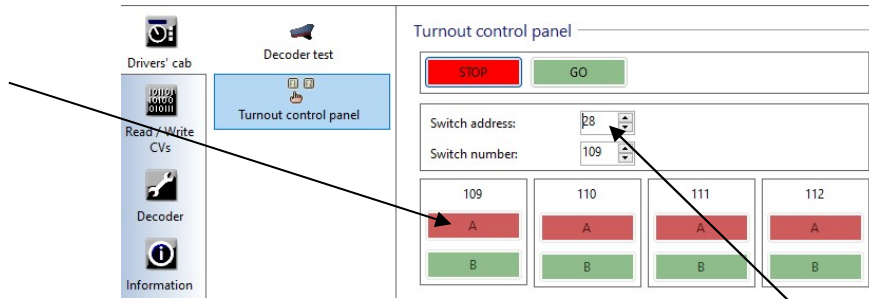 Drivers' cab
Read / Write
CVs
Decoder
Information
Decoder test
Turnout control panel
Turnout control panel
STOP GO
Switch address: 28
Switch number: 109
109 110 111 112
A A A A
B B B B